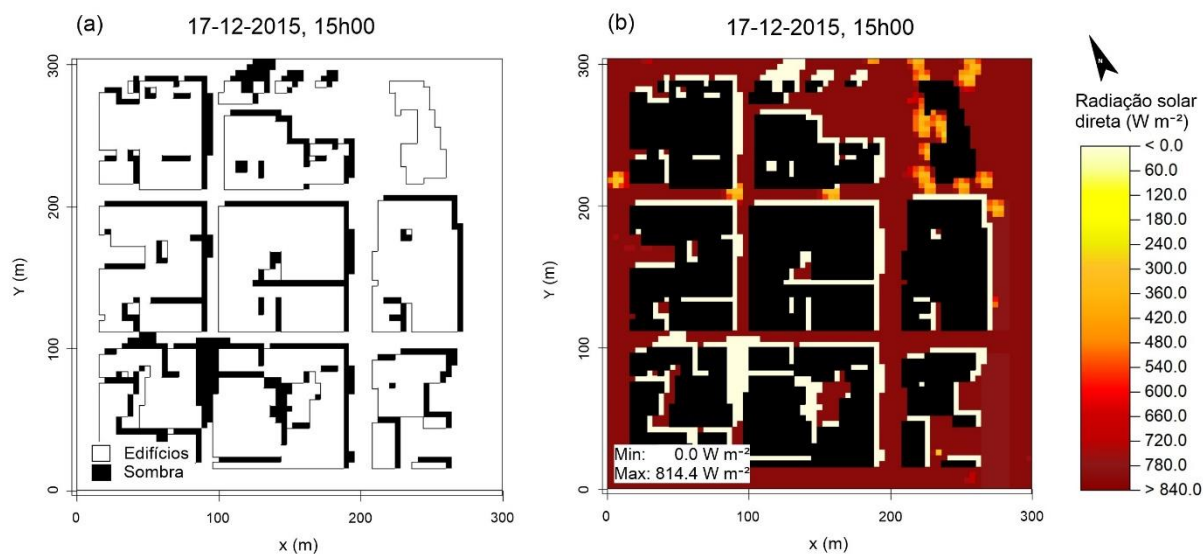 (a)
17-12-2015, 15h00
300
200
100
0
Y (m)
0
100
200
300
x (m)
Edifícios
Sombra
(b)
17-12-2015, 15h00
300
200
100
0
Y (m)
0
100
200
300
x (m)
Min: 0.0 W m⁻²
Max: 814.4 W m⁻²
N
Radiação solar
direta (W m⁻²)
< 0.0
60.0
120.0
180.0
240.0
300.0
360.0
420.0
480.0
540.0
600.0
660.0
720.0
780.0
> 840.0